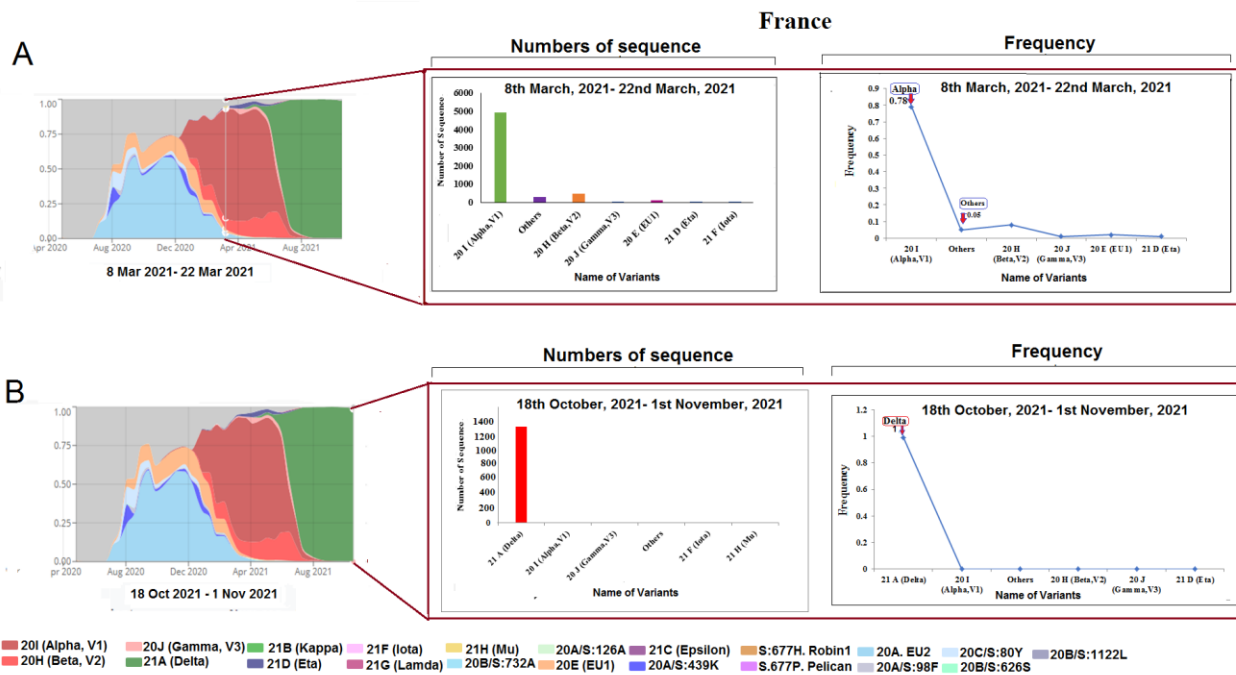 France
A
Numbers of sequence
Frequency
1.00
0.75
0.50
0.25
0.00
pr 2020
Aug 2020
Dec 2020
Apr 2021
Aug 2021
8 Mar 2021- 22 Mar 2021
8th March, 2021- 22nd March, 2021
Number of Sequence
6000
5000
4000
3000
2000
1000
0
20 I (Alpha,V1)
Others
20 H (Beta,V2)
20 J (Gamma,V3)
20 E (EU1)
21 D (Eta)
21 F (Iota)
Name of Variants
8th March, 2021- 22nd March, 2021
Frequency
0.9
0.8
0.7
0.6
0.5
0.4
0.3
0.2
0.1
0
Alpha
0.78
Others
0.05
20 I
(Alpha,V1)
Others
20 H
(Beta,V2)
20 J
(Gamma,V3)
20 E (EU1)
21 D (Eta)
Name of Variants
B
Numbers of sequence
Frequency
1.00
0.75
0.50
0.25
0.00
pr 2020
Aug 2020
Dec 2020
Apr 2021
Aug 2021
18 Oct 2021 - 1 Nov 2021
18th October, 2021- 1st November, 2021
Number of Sequence
1400
1200
1000
800
600
400
200
0
21 A (Delta)
20 I (Alpha,V1)
20 J (Gamma,V3)
Others
21 F (Iota)
21 H (Mu)
Name of Variants
18th October, 2021- 1st November, 2021
Frequency
1.2
1
0.8
0.6
0.4
0.2
0
Delta
1
21 A (Delta)
20 I
(Alpha,V1)
Others
20 H (Beta,V2)
20 J
(Gamma,V3)
21 D (Eta)
Name of Variants
20I (Alpha, V1)
20J (Gamma, V3)
21B (Kappa)
21F (Iota)
21H (Mu)
20A/S:126A
21C (Epsilon)
S:677H. Robin1
20A. EU2
20C/S:80Y
20B/S:1122L
20H (Beta, V2)
21A (Delta)
21D (Eta)
21G (Lamda)
20B/S:732A
20E (EU1)
20A/S:439K
S.677P. Pelican
20A/S:98F
20B/S:626S